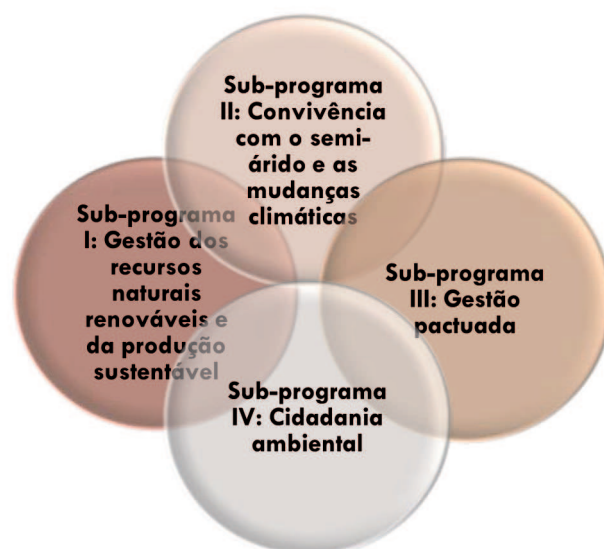 Sub-programa
II: Convivência
com o semi-
árido e as
mudanças
climáticas
Sub-programa
I: Gestão dos
recursos
naturais
renováveis e
da produção
sustentável
Sub-programa
III: Gestão
pactuada
Sub-programa
IV: Cidadania
ambiental